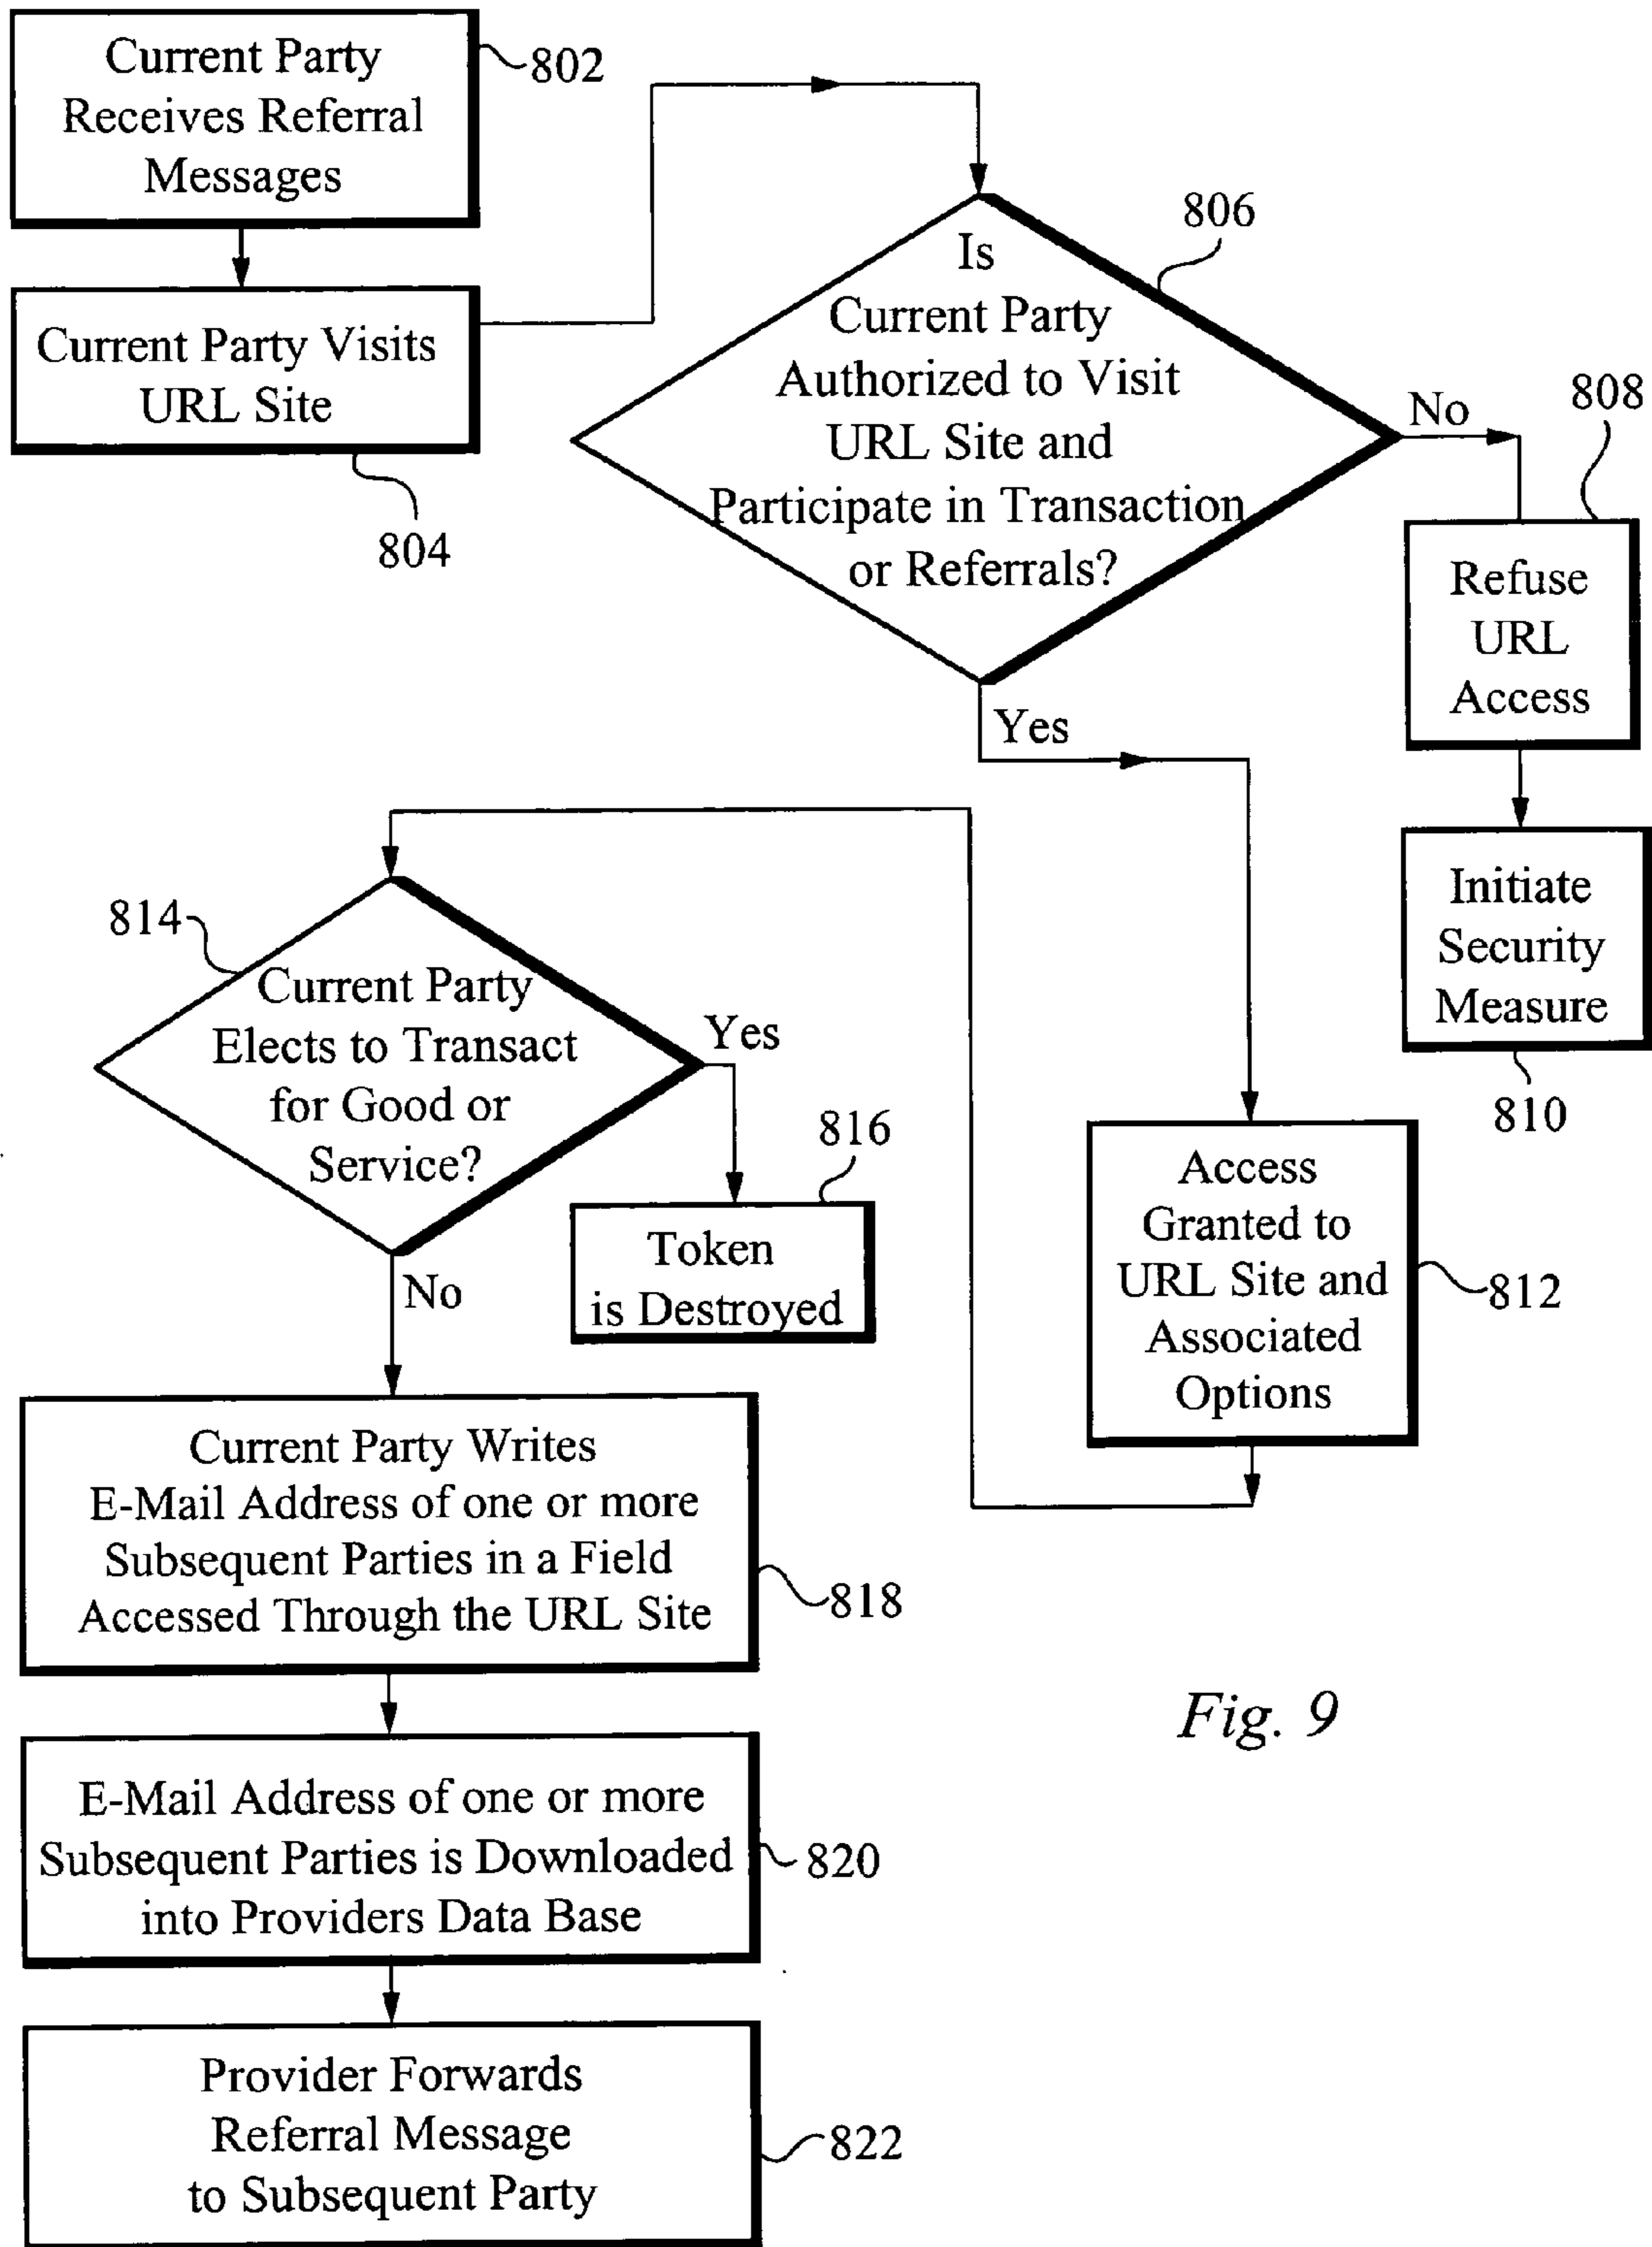 Current Party
Receives Referral
Messages
802
Current Party Visits
URL Site
804
Is
Current Party
Authorized to Visit
URL Site and
Participate in Transaction
or Referrals?
806
No
808
Refuse
URL
Access
Initiate
Security
Measure
810
Yes
Access
Granted to
URL Site and
Associated
Options
812
814
Current Party
Elects to Transact
for Good or
Service?
Yes
816
Token
is Destroyed
No
Current Party Writes
E-Mail Address of one or more
Subsequent Parties in a Field
Accessed Through the URL Site
818
E-Mail Address of one or more
Subsequent Parties is Downloaded
into Providers Data Base
820
Provider Forwards
Referral Message
to Subsequent Party
822
Fig. 9